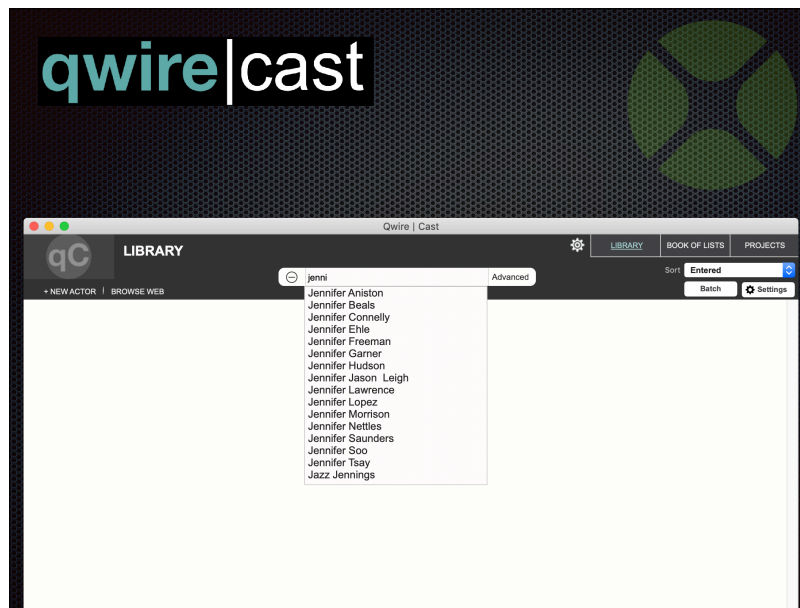 qwire|cast
Qwire | Cast
qC
LIBRARY
LIBRARY
BOOK OF LISTS
PROJECTS
jenni
Advanced
Sort Entered
+ NEW ACTOR | BROWSE WEB
Batch
Settings
Jennifer Aniston
Jennifer Beals
Jennifer Connelly
Jennifer Ehle
Jennifer Freeman
Jennifer Garner
Jennifer Hudson
Jennifer Jason  Leigh
Jennifer Lawrence
Jennifer Lopez
Jennifer Morrison
Jennifer Nettles
Jennifer Saunders
Jennifer Soo
Jennifer Tsay
Jazz Jennings